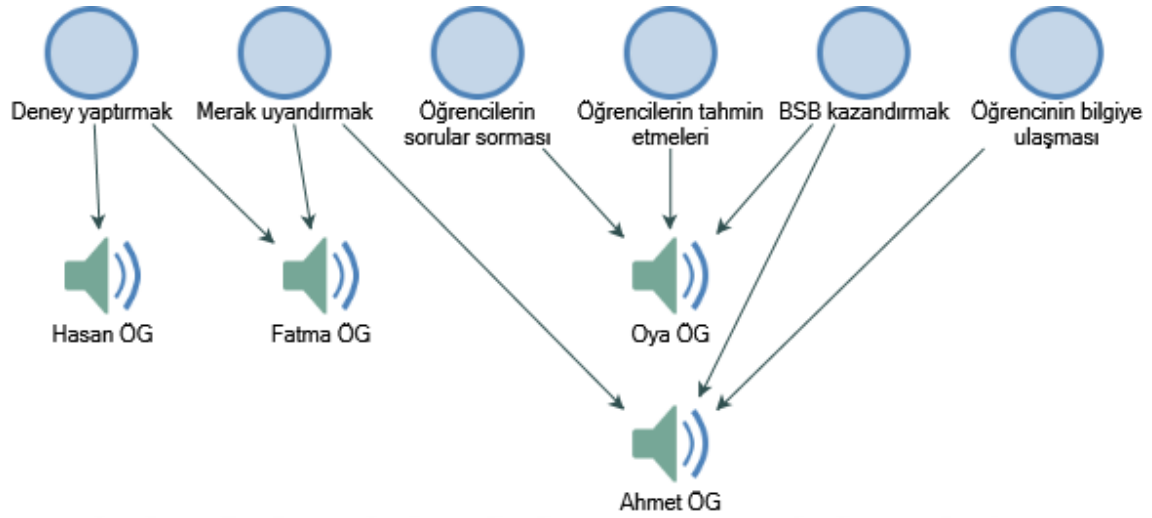 Deney yaptırmak
Merak uyandırmak
Öğrencilerin
sorular sorması
Öğrencilerin tahmin
etmeleri
BSB kazandırmak
Öğrencinin bilgiye
ulaşması
Hasan ÖG
Fatma ÖG
Oya ÖG
Ahmet ÖG